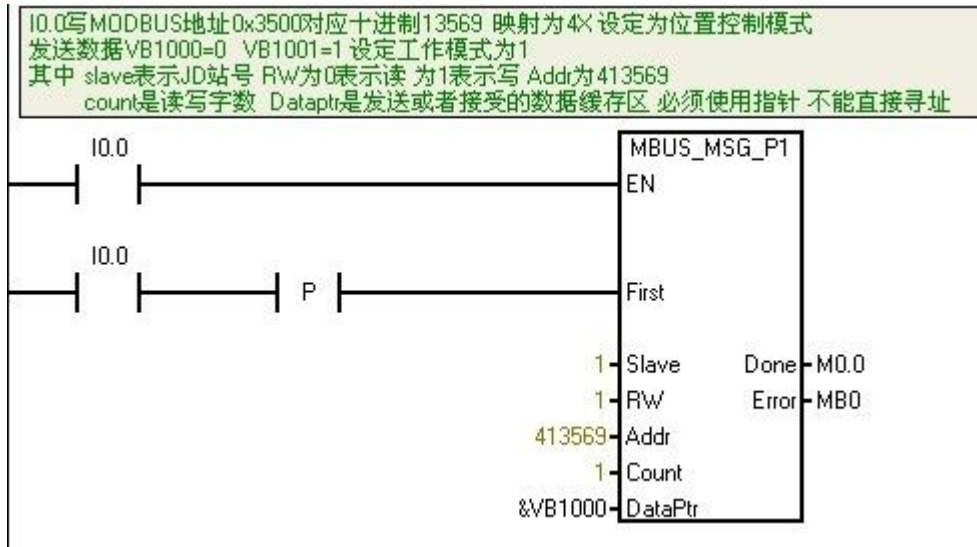 I0.0写MODBUS地址0x3500对应十进制13569 映射为4X 设定为位置控制模式
发送数据VB1000=0 VB1001=1 设定工作模式为1
其中 slave表示JD站号 RW为0表示读 为1表示写 Addr为413569
count是读写字数 Dataptr是发送或者接受的数据缓存区 必须使用指针 不能直接寻址
I0.0
MBUS_MSG_P1
EN
I0.0
P
First
1 Slave Done M0.0
1 RW Error MB0
413569 Addr
1 Count
&VB1000 DataPtr